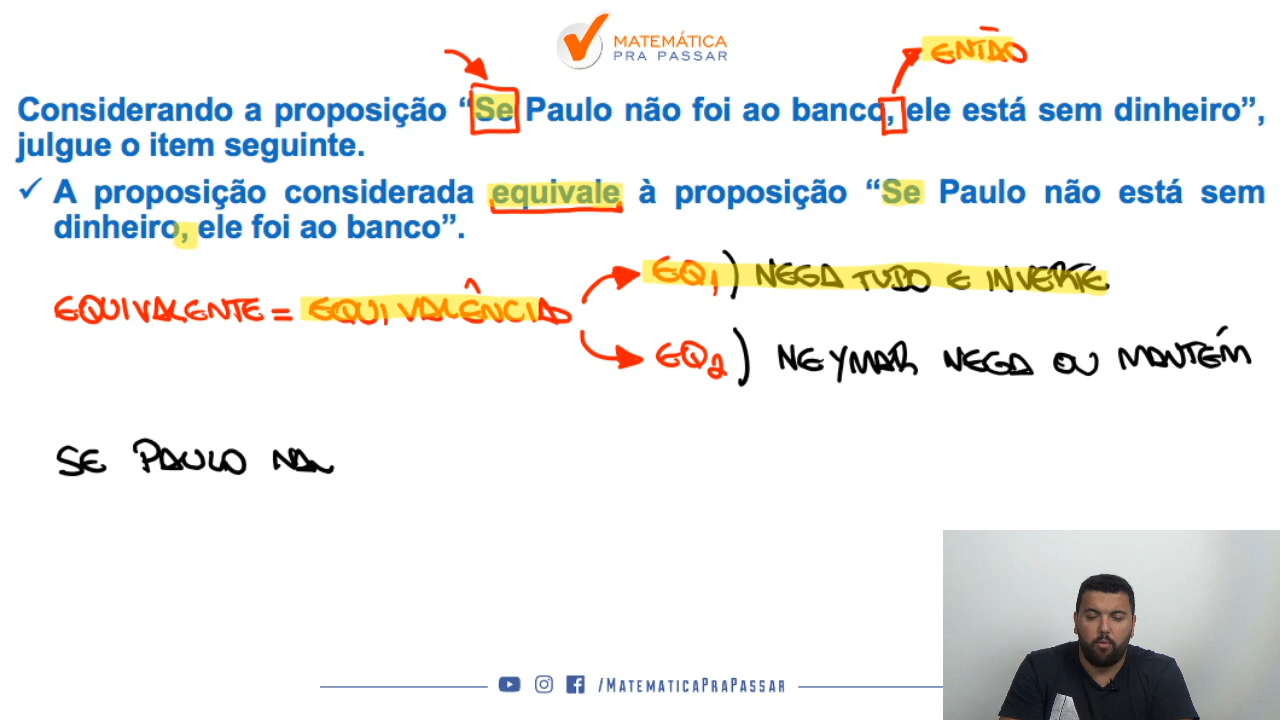 MATEMÁTICA
PRA PASSAR
ENTÃO
Considerando a proposição “Se Paulo não foi ao banco, ele está sem dinheiro”,
julgue o item seguinte.
✓ A proposição considerada equivale à proposição “Se Paulo não está sem
dinheiro, ele foi ao banco”.
EQ1) NEGA TUDO E INVERTE
EQUIVALENTE = EQUIVALÊNCIA
EQ2) NEYMAR NEGA OU MANTÉM
SE PAULO NA
/MatematicaPraPassar